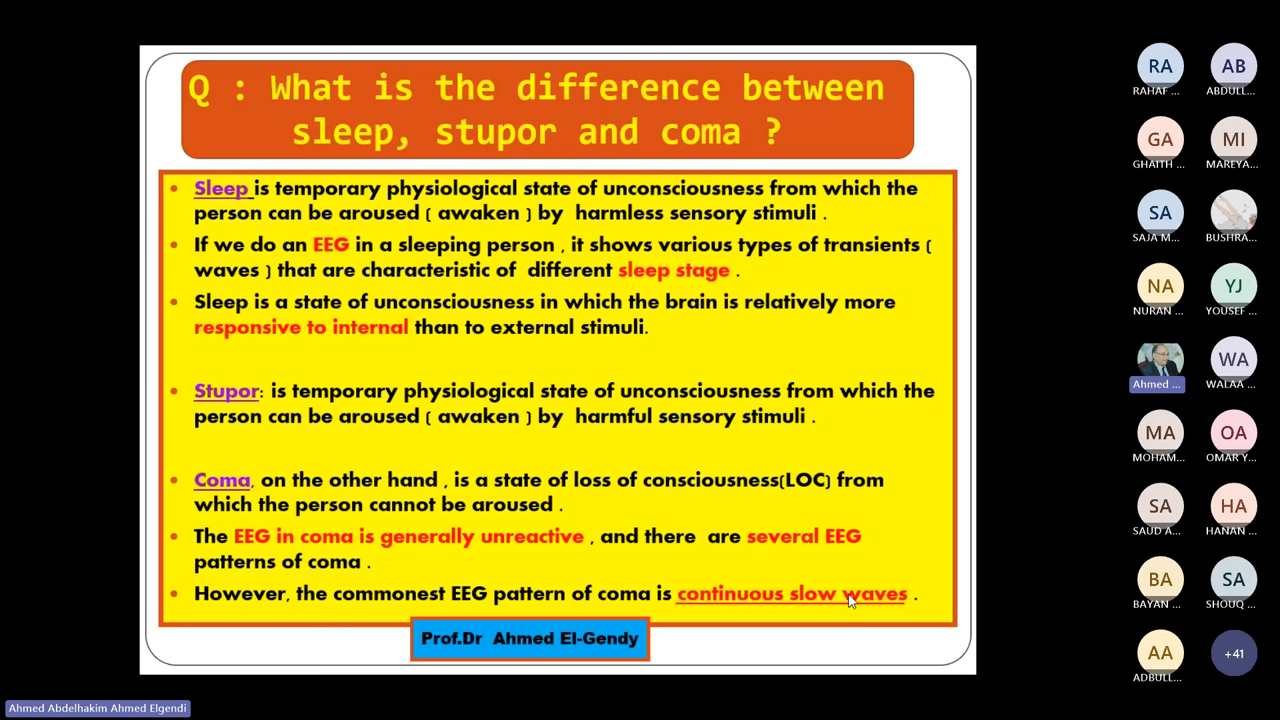 Q : What is the difference between
sleep, stupor and coma ?
• Sleep is temporary physiological state of unconsciousness from which the
person can be aroused ( awaken ) by harmless sensory stimuli .
• If we do an EEG in a sleeping person , it shows various types of transients (
waves ) that are characteristic of different sleep stage .
• Sleep is a state of unconsciousness in which the brain is relatively more
responsive to internal than to external stimuli.
• Stupor: is temporary physiological state of unconsciousness from which the
person can be aroused ( awaken ) by harmful sensory stimuli .
• Coma, on the other hand , is a state of loss of consciousness(LOC) from
which the person cannot be aroused .
• The EEG in coma is generally unreactive , and there are several EEG
patterns of coma .
• However, the commonest EEG pattern of coma is continuous slow waves .
Prof.Dr Ahmed El-Gendy
RA
RAHAF ...
AB
ABDULL...
GA
GHAITH ...
MI
MAREYA...
SA
SAJA M...
BUSHRA...
NA
NURAN ...
YJ
YOUSEF ...
Ahmed ...
WA
WALAA ...
MA
MOHAM...
OA
OMAR Y...
SA
SAUD A...
HA
HANAN ...
BA
BAYAN ...
SA
SHOUQ ...
AA
ADBULL...
+41
Ahmed Abdelhakim Ahmed Elgendi